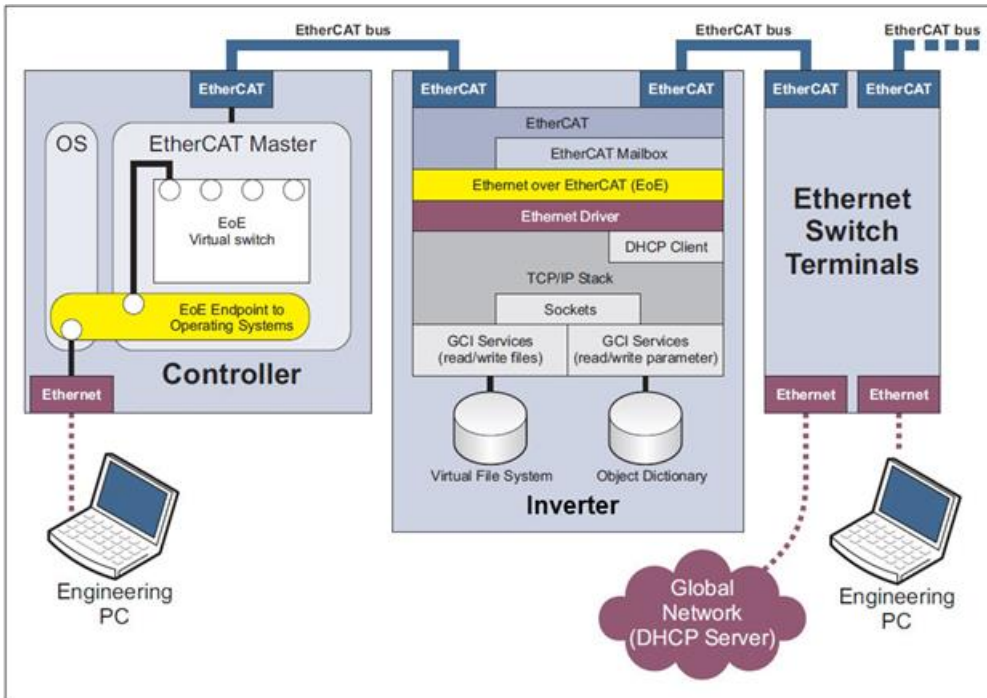 EtherCAT bus
EtherCAT bus
EtherCAT bus
EtherCAT
EtherCAT
EtherCAT
EtherCAT
EtherCAT
OS
EtherCAT Master
EoE
Virtual switch
EoE Endpoint to
Operating Systems
Controller
Ethernet
Engineering
PC
EtherCAT
EtherCAT Mailbox
Ethernet over EtherCAT (EoE)
Ethernet Driver
DHCP Client
TCP/IP Stack
Sockets
GCI Services
(read/write files)
GCI Services
(read/write parameter)
Virtual File System
Object Dictionary
Inverter
Ethernet
Switch
Terminals
Ethernet
Ethernet
Global
Network
(DHCP Server)
Engineering
PC